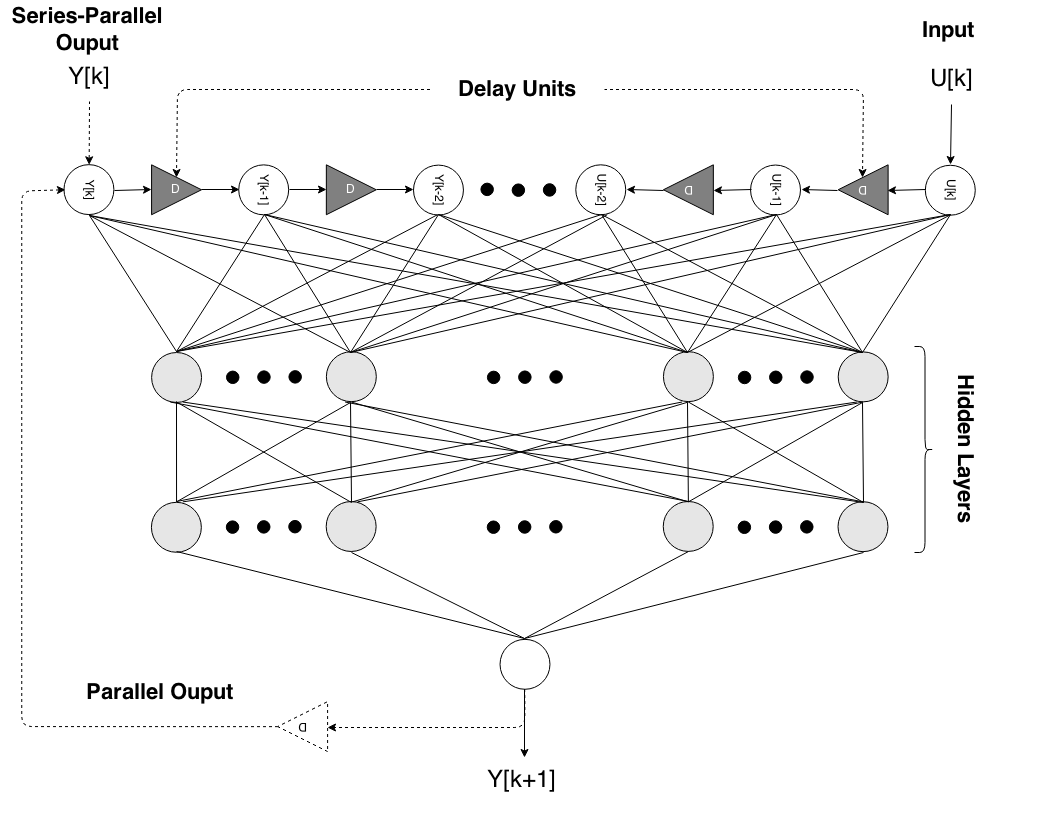 Series-Parallel
Ouput
Y[k]
Input
U[k]
Delay Units
Y[k]
D
Y[k-1]
D
Y[k-2]
U[k-2]
D
U[k-1]
D
U[k]
Hidden Layers
Parallel Ouput
D
Y[k+1]